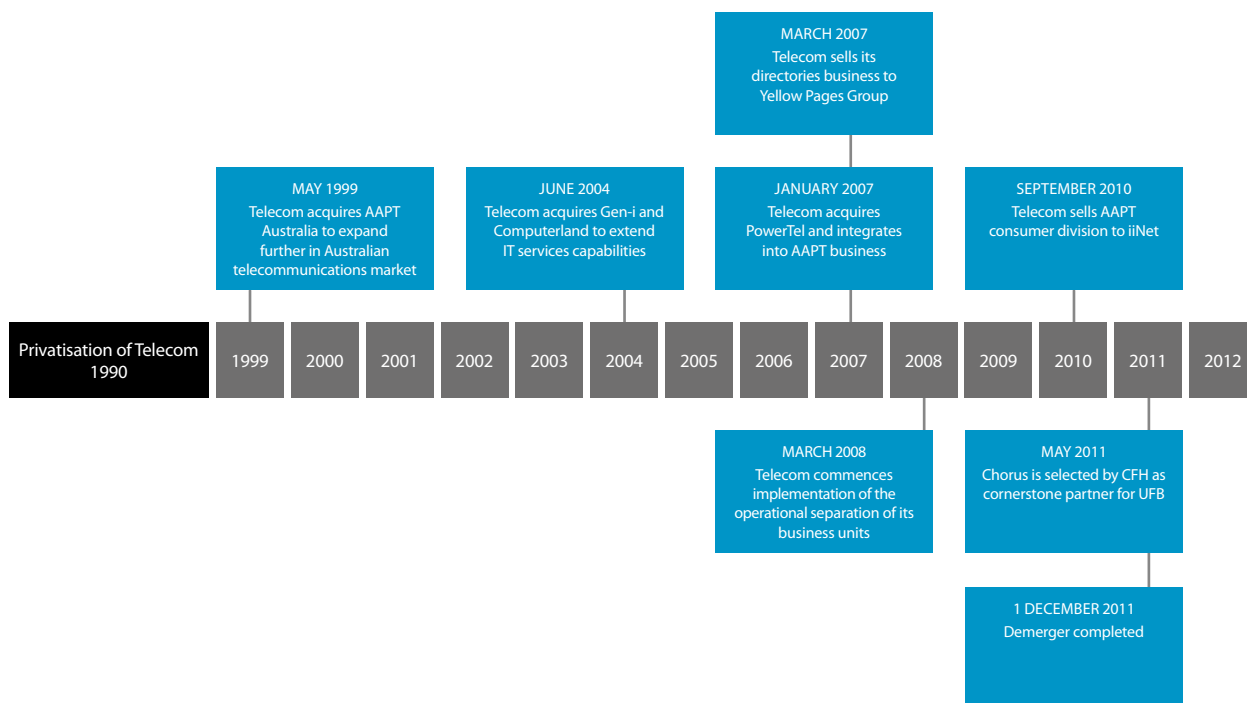 MARCH 2007
Telecom sells its
directories business to
Yellow Pages Group
MAY 1999
Telecom acquires AAPT
Australia to expand
further in Australian
telecommunications market
JUNE 2004
Telecom acquires Gen-i and
Computerland to extend
IT services capabilities
JANUARY 2007
Telecom acquires
PowerTel and integrates
into AAPT business
SEPTEMBER 2010
Telecom sells AAPT
consumer division to iiNet
Privatisation of Telecom
1990
1999
2000
2001
2002
2003
2004
2005
2006
2007
2008
2009
2010
2011
2012
MARCH 2008
Telecom commences
implementation of the
operational separation of its
business units
MAY 2011
Chorus is selected by CFH as
cornerstone partner for UFB
1 DECEMBER 2011
Demerger completed